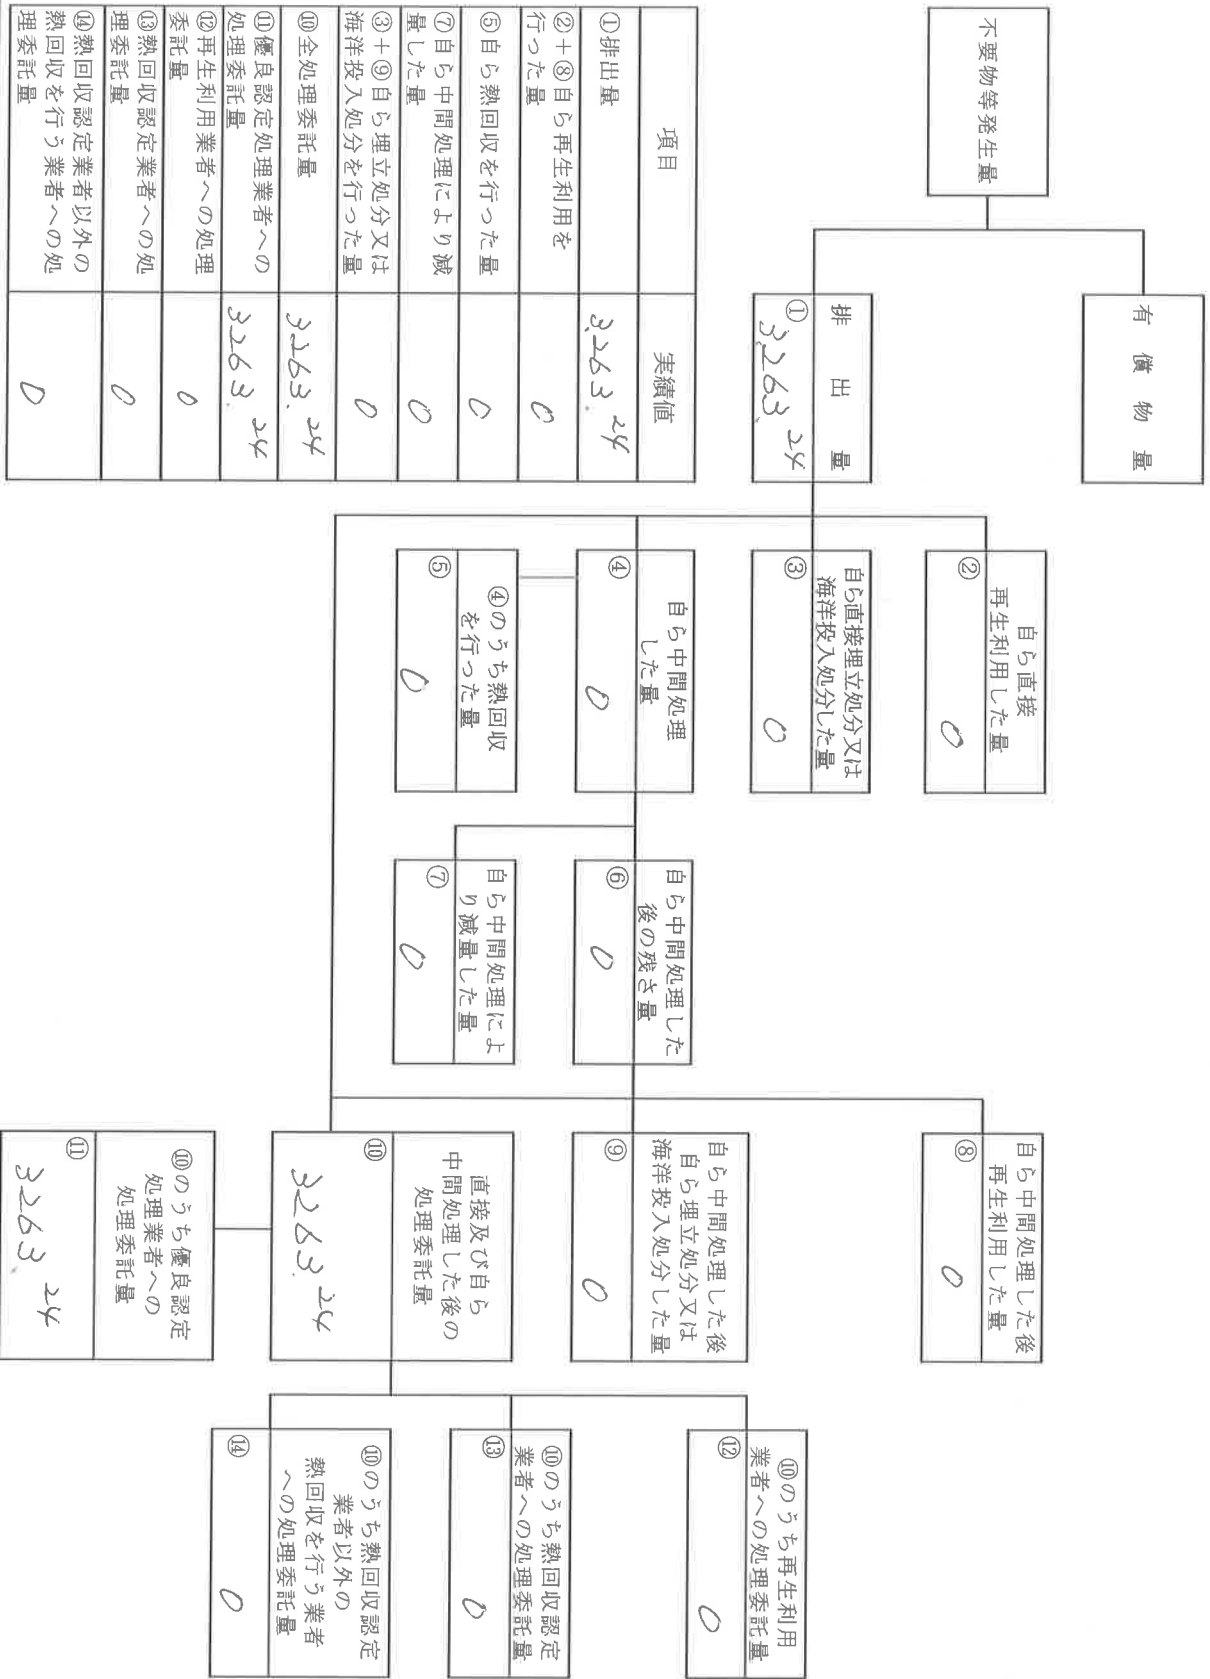 不要物等発生量
有償物量
排出量
①
3,263.24
自ら直接
再生利用した量
②
0
自ら直接埋立処分又は
海洋投入処分した量
③
0
自ら中間処理
した量
④
0
④のうち熱回収
を行った量
⑤
0
自ら中間処理した
後の残さ量
⑥
0
自ら中間処理によ
り減量した量
⑦
0
自ら中間処理した後
再生利用した量
⑧
0
自ら中間処理した後
自ら埋立処分又は
海洋投入処分した量
⑨
0
直接及び自ら
中間処理した後の
処理委託量
⑩
3263.24
⑩のうち優良認定
処理業者への
処理委託量
⑪
3263.24
⑩のうち再生利用
業者への処理委託量
⑫
0
⑩のうち熱回収認定
業者への処理委託量
⑬
0
⑩のうち熱回収認定
業者以外の
熱回収を行う業者
への処理委託量
⑭
0
項目 実績値
①排出量 3,263.24
②+⑧自ら再生利用を
行った量 0
⑤自ら熱回収を行った量 0
⑦自ら中間処理により減
量した量 0
③+⑨自ら埋立処分又は
海洋投入処分を行った量 0
⑩全処理委託量 3263.24
⑪優良認定処理業者への
処理委託量 3263.24
⑫再生利用業者への処理
委託量 0
⑬熱回収認定業者への処
理委託量 0
⑭熱回収認定業者以外の
熱回収を行う業者への処
理委託量 0